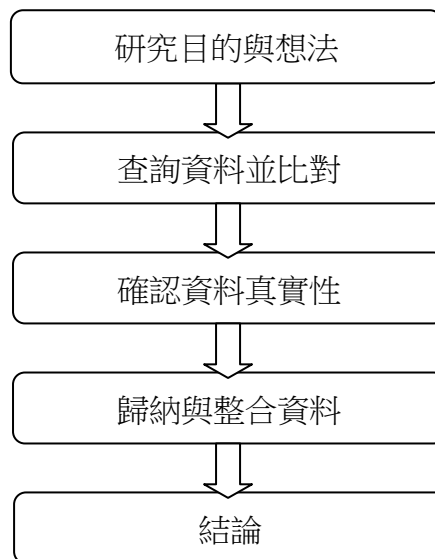 研究目的與想法
查詢資料並比對
確認資料真實性
歸納與整合資料
結論